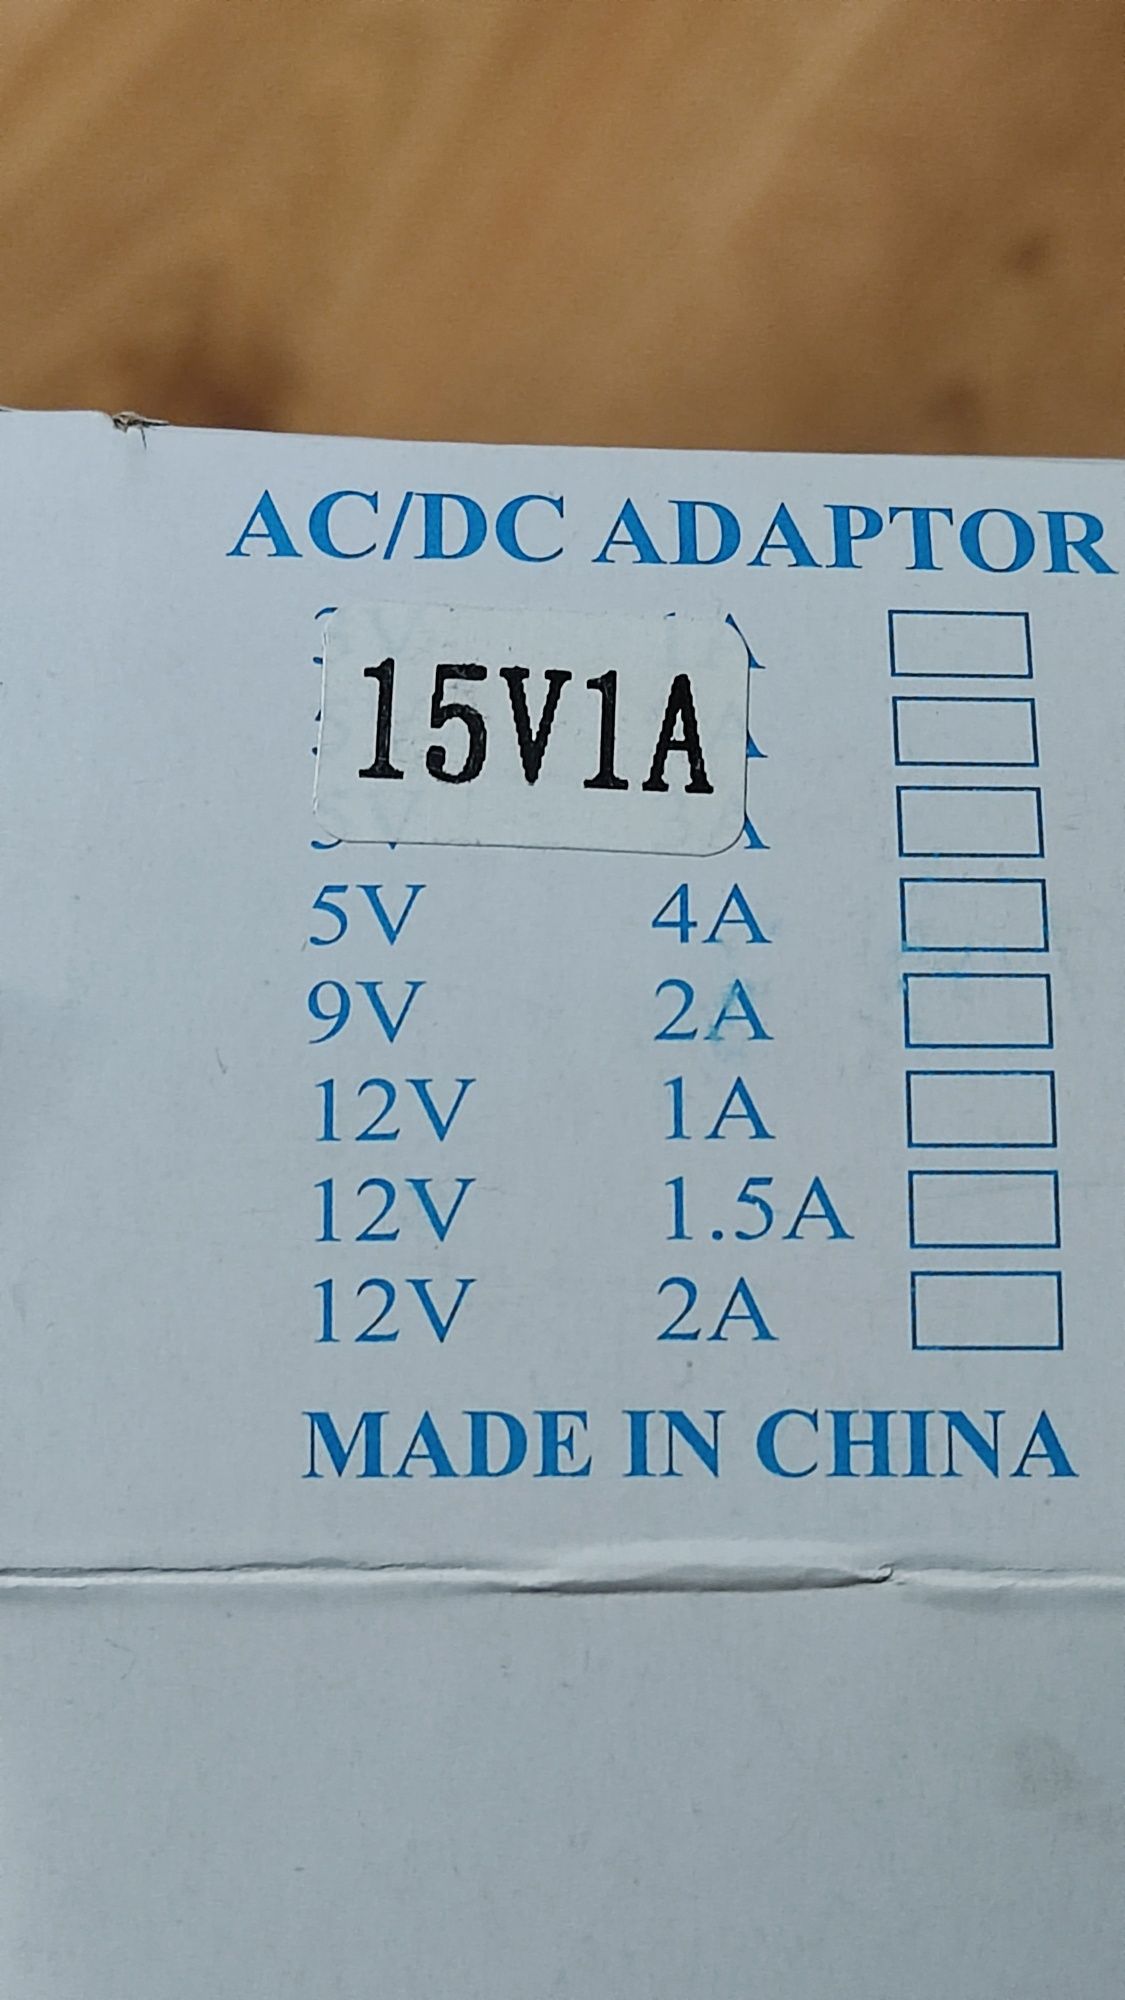 AC/DC ADAPTOR
15V1A
5V 4A
9V 2A
12V 1A
12V 1.5A
12V 2A
MADE IN CHINA